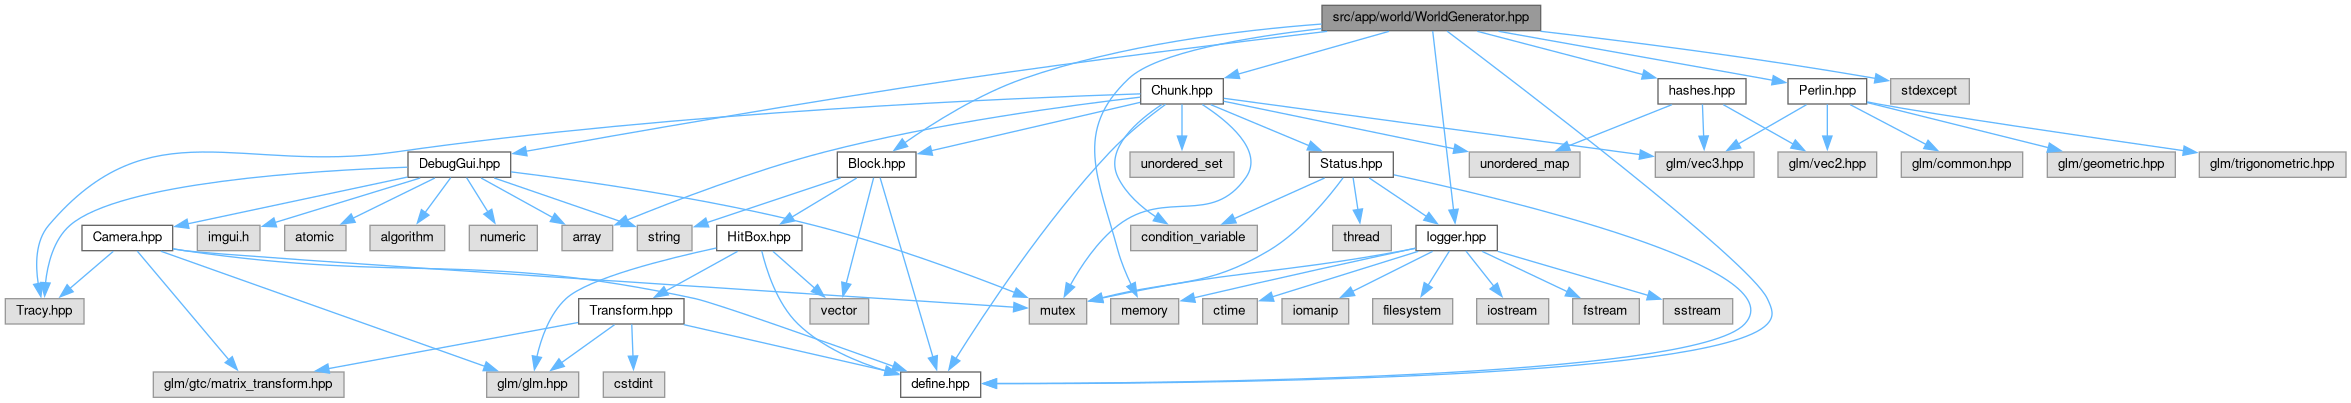 src/app/world/WorldGenerator.hpp
Chunk.hpp
hashes.hpp
Perlin.hpp
stdexcept
DebugGui.hpp
Block.hpp
unordered_set
Status.hpp
unordered_map
glm/vec3.hpp
glm/vec2.hpp
glm/common.hpp
glm/geometric.hpp
glm/trigonometric.hpp
Camera.hpp
imgui.h
atomic
algorithm
numeric
array
string
HitBox.hpp
condition_variable
thread
logger.hpp
Tracy.hpp
Transform.hpp
vector
mutex
memory
ctime
iomanip
filesystem
iostream
fstream
sstream
glm/gtc/matrix_transform.hpp
glm/glm.hpp
cstdint
define.hpp